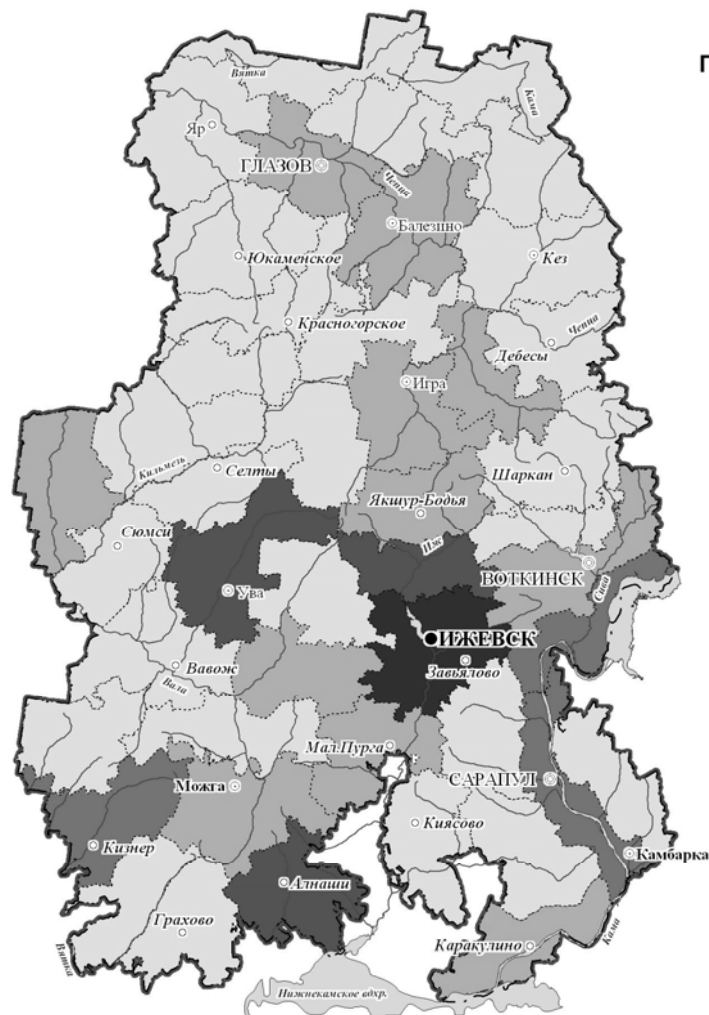 П
Вятка
Кама
Яр
ГЛАЗОВ
Чепца
Балезино
Юкаменское
Кез
Красногорское
Чепца
Дебесы
Игра
Кильмезь
Селты
Шаркан
Якшур-Бодья
Сюмси
Иж
ВОТКИНСК
Сива
Ува
ИЖЕВСК
Завьялово
Вавож
Вала
Мал.Пурга
Можга
САРАПУЛ
Киясово
Кизнер
Камбарка
Алнаши
Грахово
Каракулино
Кама
Вятка
Нижнекамское вдхр.